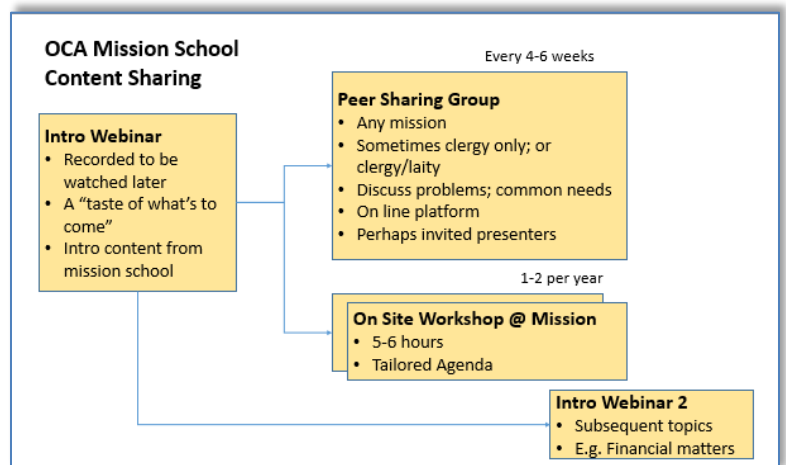 OCA Mission School
Content Sharing
Intro Webinar
• Recorded to be
watched later
• A “taste of what’s to
come”
• Intro content from
mission school
Every 4-6 weeks
Peer Sharing Group
• Any mission
• Sometimes clergy only; or
clergy/laity
• Discuss problems; common needs
• On line platform
• Perhaps invited presenters
1-2 per year
On Site Workshop @ Mission
• 5-6 hours
• Tailored Agenda
Intro Webinar 2
• Subsequent topics
• E.g. Financial matters